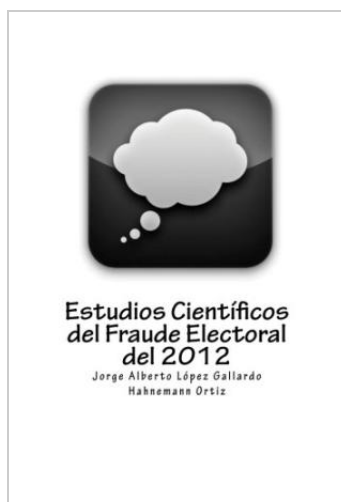 Estudios Científicos
del Fraude Electoral
del 2012
Jorge Alberto López Gallardo
Hahnemann Ortiz